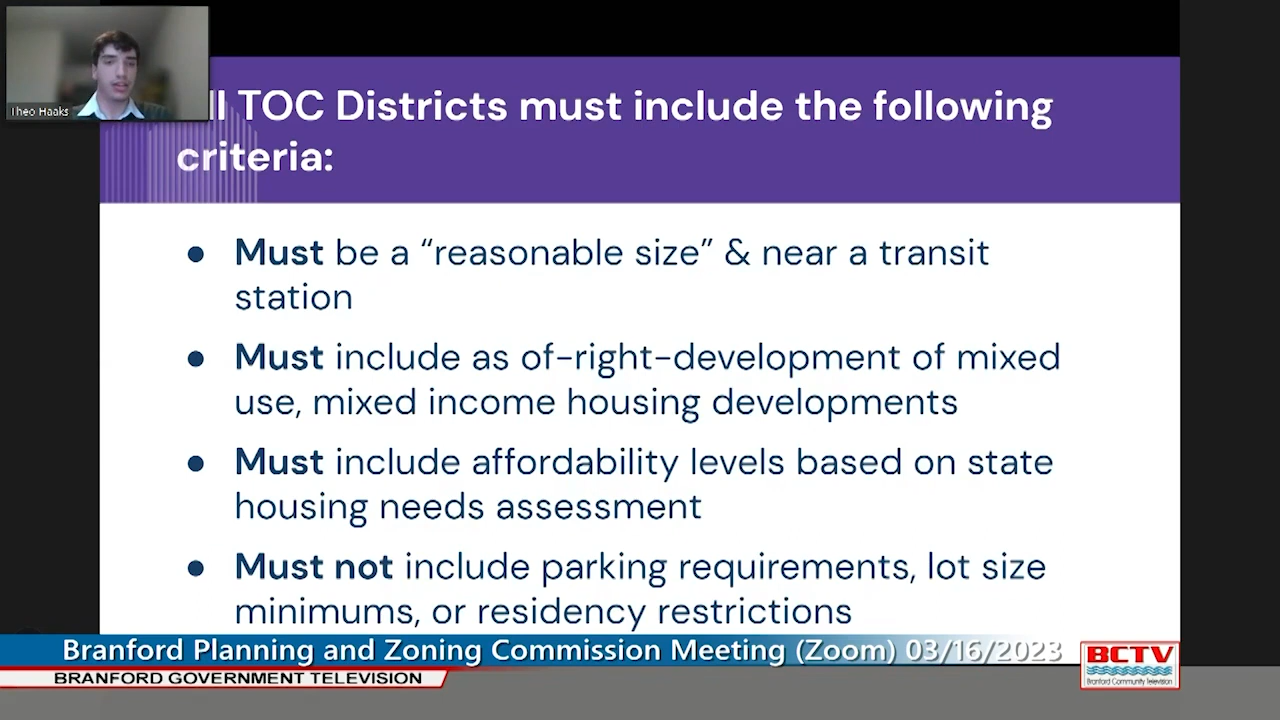 Theo Haaks
ll TOC Districts must include the following
criteria:
● Must be a “reasonable size” & near a transit
station
● Must include as of-right-development of mixed
use, mixed income housing developments
● Must include affordability levels based on state
housing needs assessment
● Must not include parking requirements, lot size
minimums, or residency restrictions
Branford Planning and Zoning Commission Meeting (Zoom) 03/16/2023
BRANFORD GOVERNMENT TELEVISION
BCTV
Branford Community Television